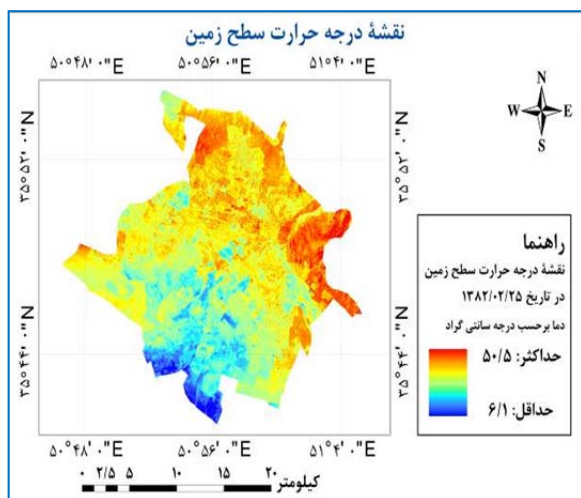 نقشهٔ درجه حرارت سطح زمین
۵۰°۴۸'۰"E ۵۰°۵۶'۰"E ۵۱°۴'۰"E
N
W E
S
۳۵°۵۲'۰"N ۳۵°۵۲'۰"N
۳۵°۴۴'۰"N ۳۵°۴۴'۰"N
راهنما
نقشهٔ درجه حرارت سطح زمین
در تاریخ ۱۳۸۲/۰۲/۲۵
دما برحسب درجه سانتی گراد
حداکثر: ۵۰/۵
حداقل: ۶/۱
۵۰°۴۸'۰"E ۵۰°۵۶'۰"E ۵۱°۴'۰"E
۰ ۲/۵ ۵ ۱۰ ۱۵ ۲۰
کیلومتر